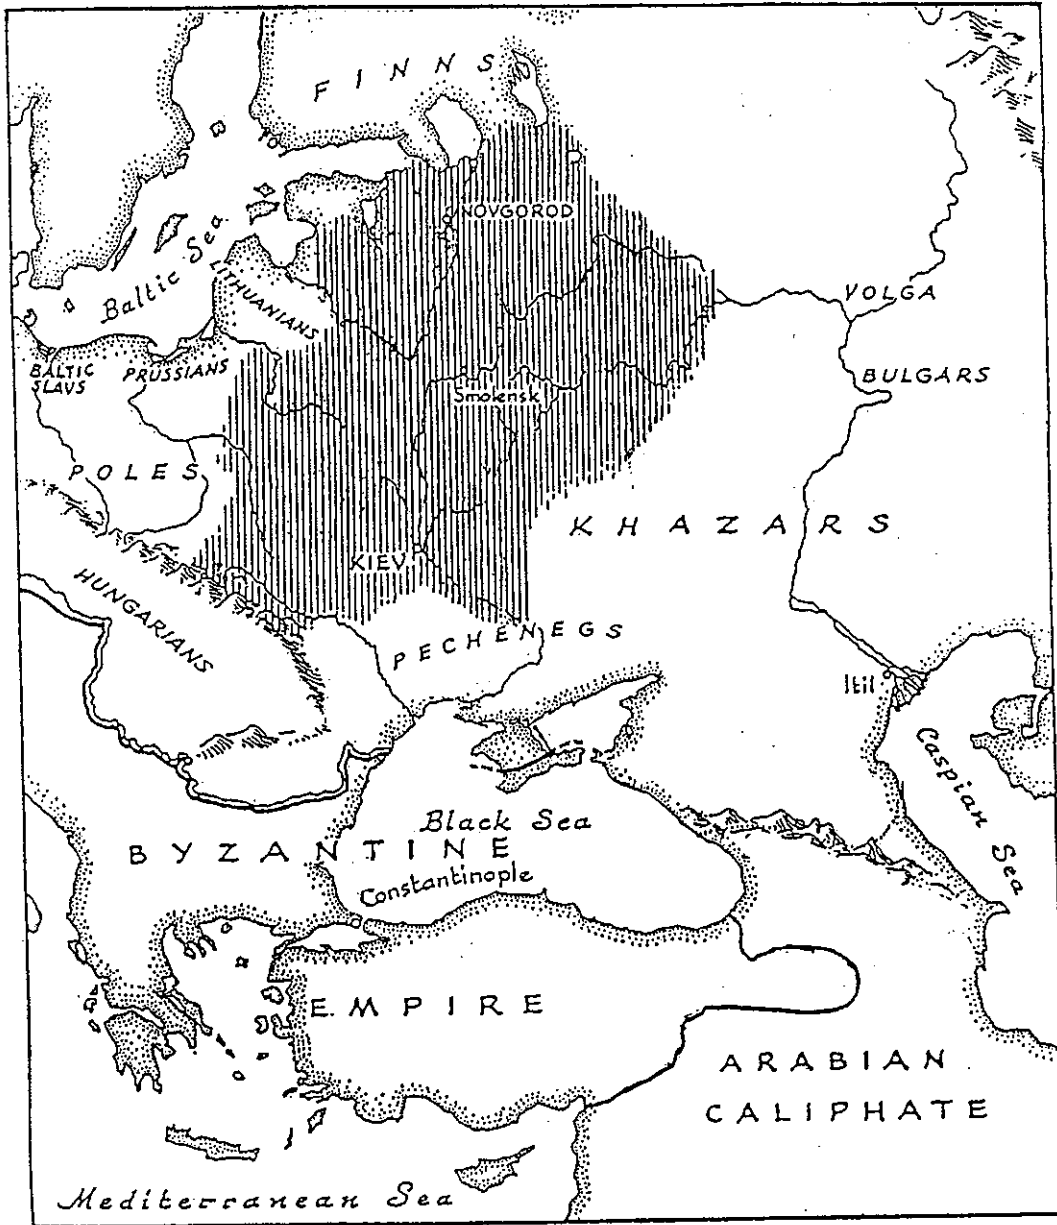 FINNS
NOVGOROD
Baltic Sea
LITHUANIANS
VOLGA
BULGARS
BALTIC
SLAVS
PRUSSIANS
Smolensk
POLES
KHAZARS
KIEV
HUNGARIANS
PECHENEGS
Itil
Caspian Sea
Black Sea
BYZANTINE
Constantinople
EMPIRE
ARABIAN
CALIPHATE
Mediterranean Sea